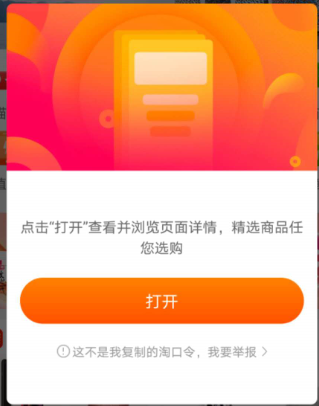 点击“打开”查看并浏览页面详情，精选商品任
您选购
打开
这不是我复制的淘口令，我要举报 >